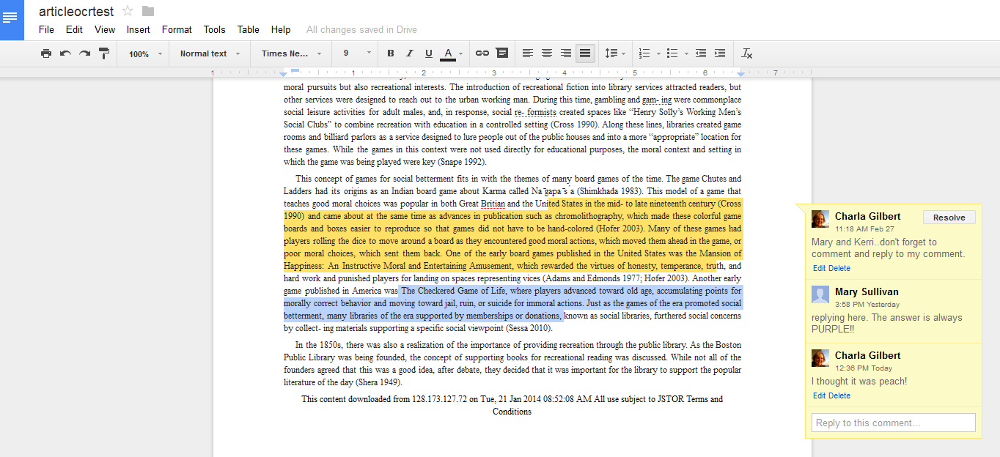 articleocrtest
File Edit View Insert Format Tools Table Help All changes saved in Drive
100% Normal text Times Ne... 9 B I U A
1 1 2 3 4 5 6 7
moral pursuits but also recreational interests. The introduction of recreational fiction into library services attracted readers, but
other services were designed to reach out to the urban working man. During this time, gambling and gam- ing were commonplace
social leisure activities for adult males, and, in response, social re- formists created spaces like “Henry Solly’s Working Men’s
Social Clubs” to combine recreation with education in a controlled setting (Cross 1990). Along these lines, libraries created game
rooms and billiard parlors as a service designed to lure people out of the public houses and into a more “appropriate” location for
these games. While the games in this context were not used directly for educational purposes, the moral context and setting in
which the game was being played were key (Snape 1992).
This concept of games for social betterment fits in with the themes of many board games of the time. The game Chutes and
Ladders had its origins as an Indian board game about Karma called (Shimkhada 1983). This model of a game that
teaches good moral choices was popular in both Great Britian and the United States in the mid- to late nineteenth century (Cross
1990) and came about at the same time as advances in publication such as chromolithography, which made these colorful game
boards and boxes easier to reproduce so that games did not have to be hand-colored (Hofer 2003). Many of these games had
players rolling the dice to move around a board as they encountered good moral actions, which moved them ahead in the game, or
poor moral choices, which sent them back. One of the early board games published in the United States was the Mansion of
Happiness: An Instructive Moral and Entertaining Amusement, which rewarded the virtues of honesty, temperance, truth, and
hard work and punished players for landing on spaces representing vices (Adams and Edmonds 1977; Hofer 2003). Another early
game published in America was The Checkered Game of Life, where players advanced toward old age, accumulating points for
morally correct behavior and moving toward jail, ruin, or suicide for immoral actions. Just as the games of the era promoted social
betterment, many libraries of the era supported by memberships or donations, known as social libraries, furthered social concerns
by collect- ing materials supporting a specific social viewpoint (Sessa 2010).
In the 1850s, there was also a realization of the importance of providing recreation through the public library. As the Boston
Public Library was being founded, the concept of supporting books for recreational reading was discussed. While not all of the
founders agreed that this was a good idea, after debate, they decided that it was important for the library to support the popular
literature of the day (Shera 1949).
This content downloaded from 128.173.127.72 on Tue, 21 Jan 2014 08:52:08 AM All use subject to JSTOR Terms and
Conditions
Charla Gilbert
Resolve
11:18 AM Feb 27
Mary and Kerri..don't forget to
comment and reply to my comment.
Edit Delete
Mary Sullivan
3:58 PM Yesterday
replying here. The answer is always
PURPLE!!
Charla Gilbert
12:36 PM Today
I thought it was peach!
Edit Delete
Reply to this comment...